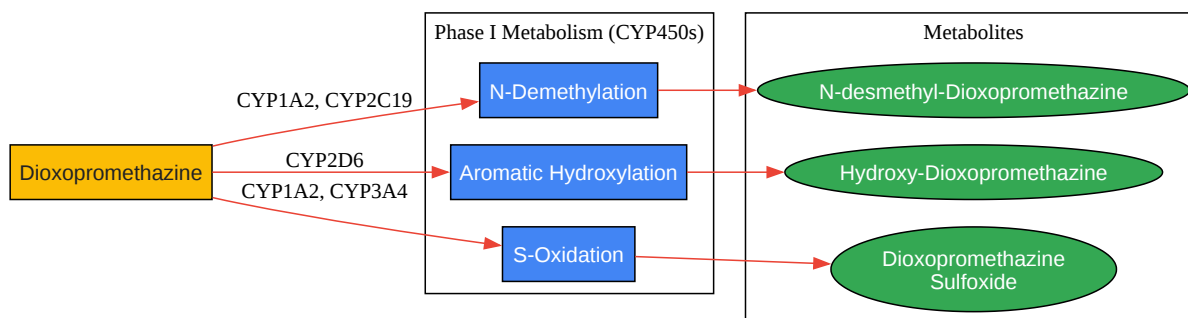 Phase I Metabolism (CYP450s)
Metabolites
Dioxopromethazine
CYP1A2, CYP2C19
N-Demethylation
N-desmethyl-Dioxopromethazine
CYP2D6
Aromatic Hydroxylation
Hydroxy-Dioxopromethazine
CYP1A2, CYP3A4
S-Oxidation
Dioxopromethazine
Sulfoxide